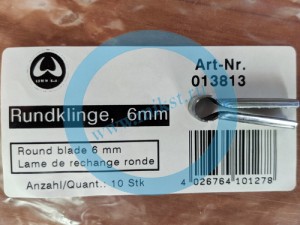 Art-Nr.
013813
Rundklinge, 6mm
Round blade 6 mm
Lame de rechange ronde
Anzahl/Quant.: 10 Stk
4 026764 101278